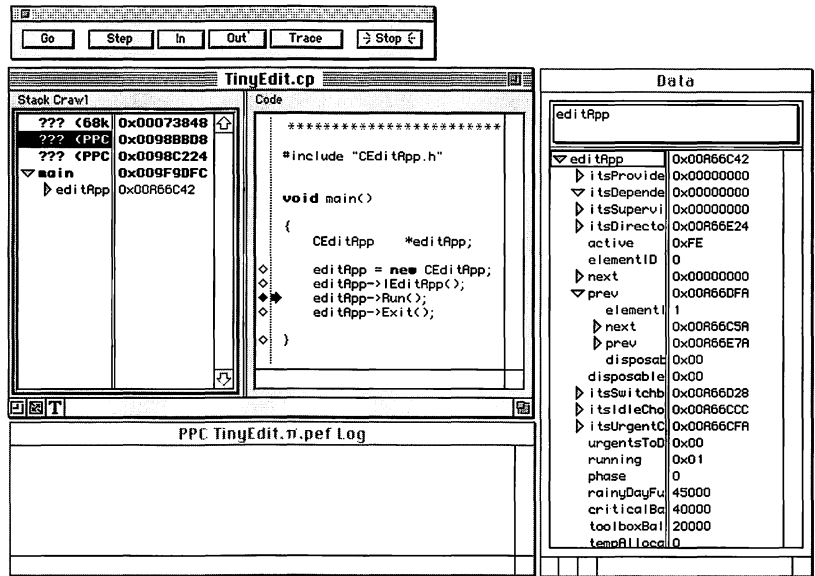 Go Step In Out Trace Stop
TinyEdit.cp
Stack Crawl
??? (68k 0x00073848
??? (PPC 0x0098BBD8
??? (PPC 0x0098C224
main 0x009F9DFC
editApp 0x00A66C42
Code
************************
#include "CEditApp.h"
void main()
{
CEditApp *editApp;
editApp = new CEditApp;
editApp->IEditApp();
editApp->Run();
editApp->Exit();
}
T
PPC TinyEdit.π.pef Log
Data
editApp
editApp 0x00A66C42
itsProvide 0x00000000
itsDepende 0x00000000
itsSupervi 0x00000000
itsDirecto 0x00A66E24
active 0xFE
elementID 0
next 0x00000000
prev 0x00A66DFA
elementI 1
next 0x00A66C5A
prev 0x00A66E7A
disposab 0x00
disposable 0x00
itsSwitchb 0x00A66D28
itsIdleCho 0x00A66CCC
itsUrgentC 0x00A66CFA
urgentsToD 0x00
running 0x01
phase 0
rainyDayFu 45000
criticalBa 40000
toolboxBal 20000
tempAlloca 0